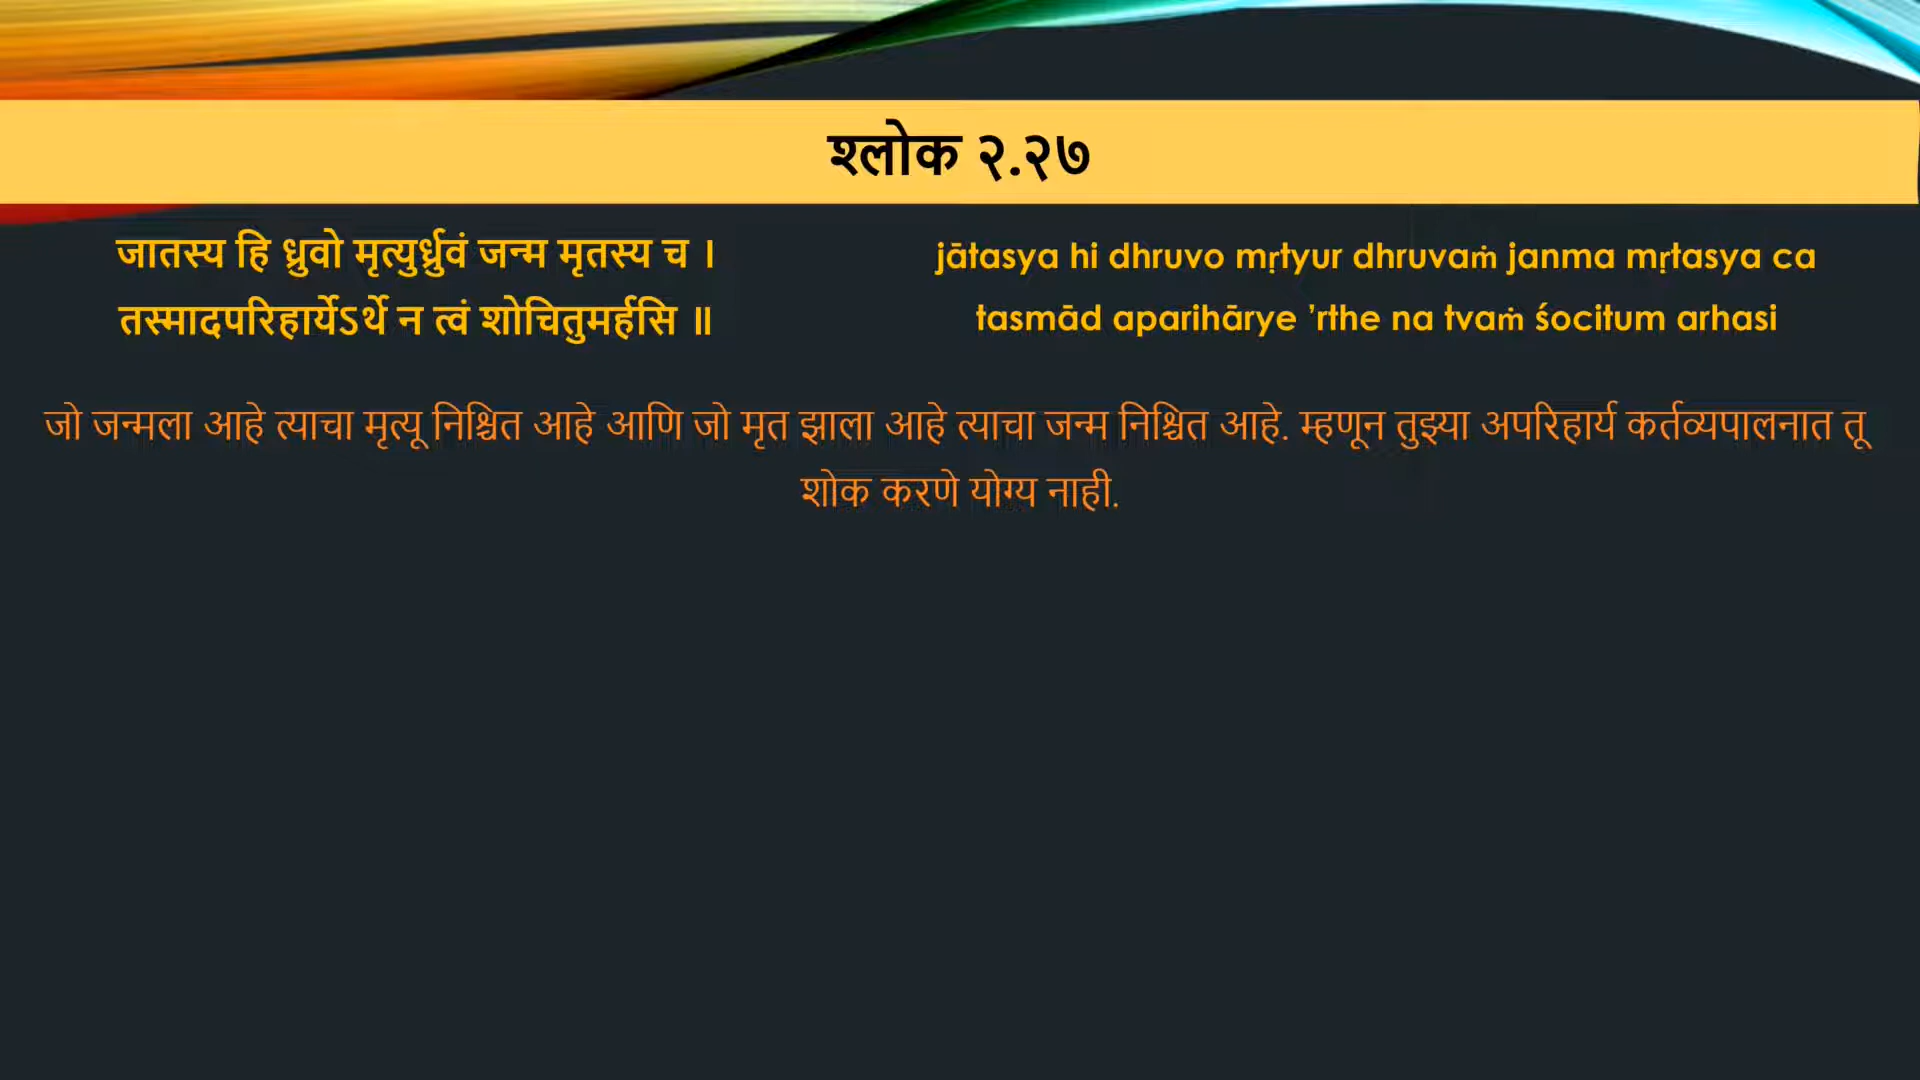 श्लोक २.२७
जातस्य हि ध्रुवो मृत्युर्ध्रुवं जन्म मृतस्य च ।
तस्मादपरिहार्येऽर्थे न त्वं शोचितुमर्हसि ॥
jātasya hi dhruvo mṛtyur dhruvaṁ janma mṛtasya ca
tasmād aparihārye ’rthe na tvaṁ śocitum arhasi
जो जन्मला आहे त्याचा मृत्यू निश्चित आहे आणि जो मृत झाला आहे त्याचा जन्म निश्चित आहे. म्हणून तुझ्या अपरिहार्य कर्तव्यपालनात तू
शोक करणे योग्य नाही.